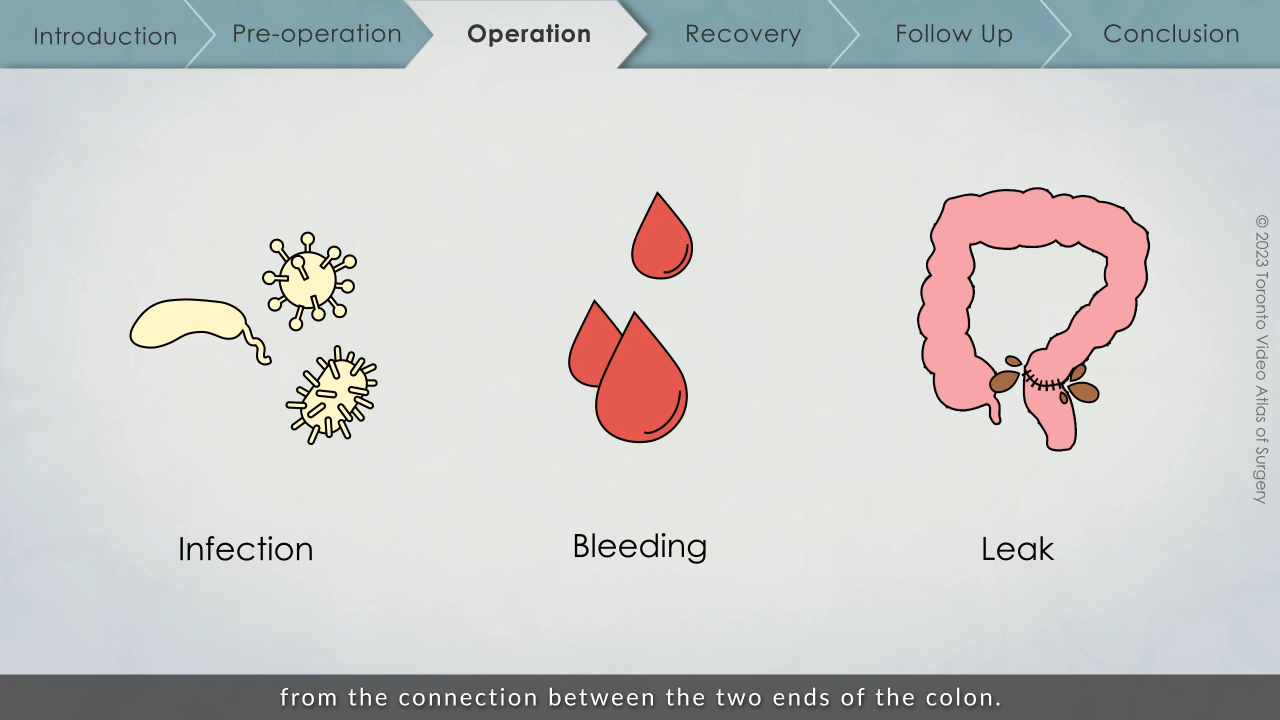 Introduction
Pre-operation
Operation
Recovery
Follow Up
Conclusion
© 2023 Toronto Video Atlas of Surgery
Infection
Bleeding
Leak
from the connection between the two ends of the colon.